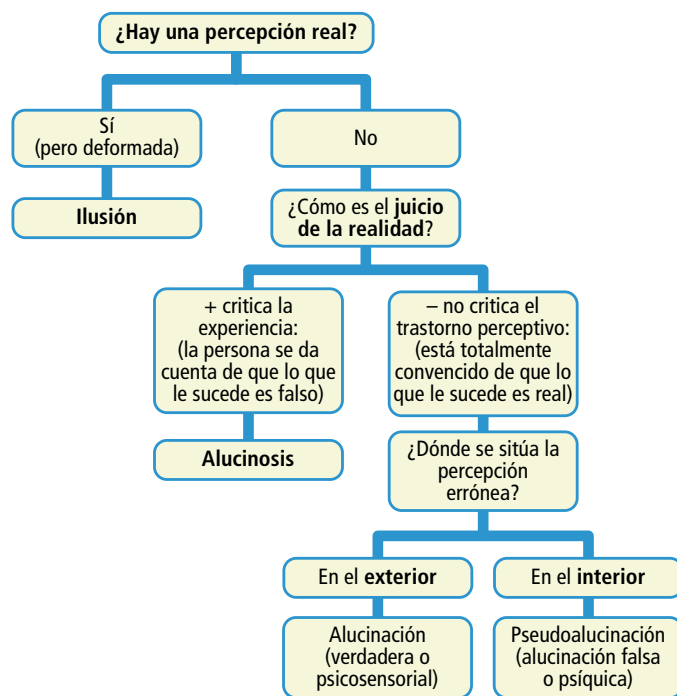 ¿Hay una percepción real?
Sí
(pero deformada)
No
Ilusión
¿Cómo es el juicio
de la realidad?
+ critica la
experiencia:
(la persona se da
cuenta de que lo que
le sucede es falso)
– no critica el
trastorno perceptivo:
(está totalmente
convencido de que lo
que le sucede es real)
Alucinosis
¿Dónde se sitúa la
percepción
errónea?
En el exterior
En el interior
Alucinación
(verdadera o
psicosensorial)
Pseudoalucinación
(alucinación falsa
o psíquica)